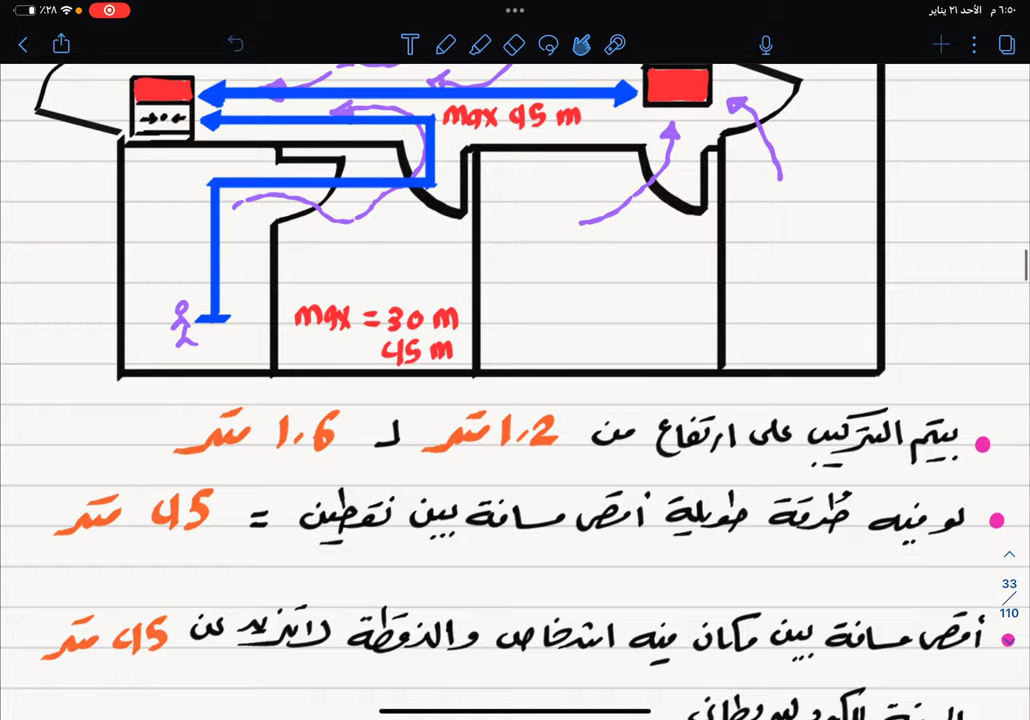 ٪٢٨
الأحد ٢١ يناير ٦:٥٠ م
max 45 m
max = 30 m
45 m
بيتم التركيب على ارتفاع من 1.2 متر لـ 1.6 متر
لو فيه طرقة طويلة أقصى مسافة بين نقطتين = 45 متر
33
110
أقصى مسافة بين مكان فيه اشخاص والنقطة لا تزيد عن 45 متر